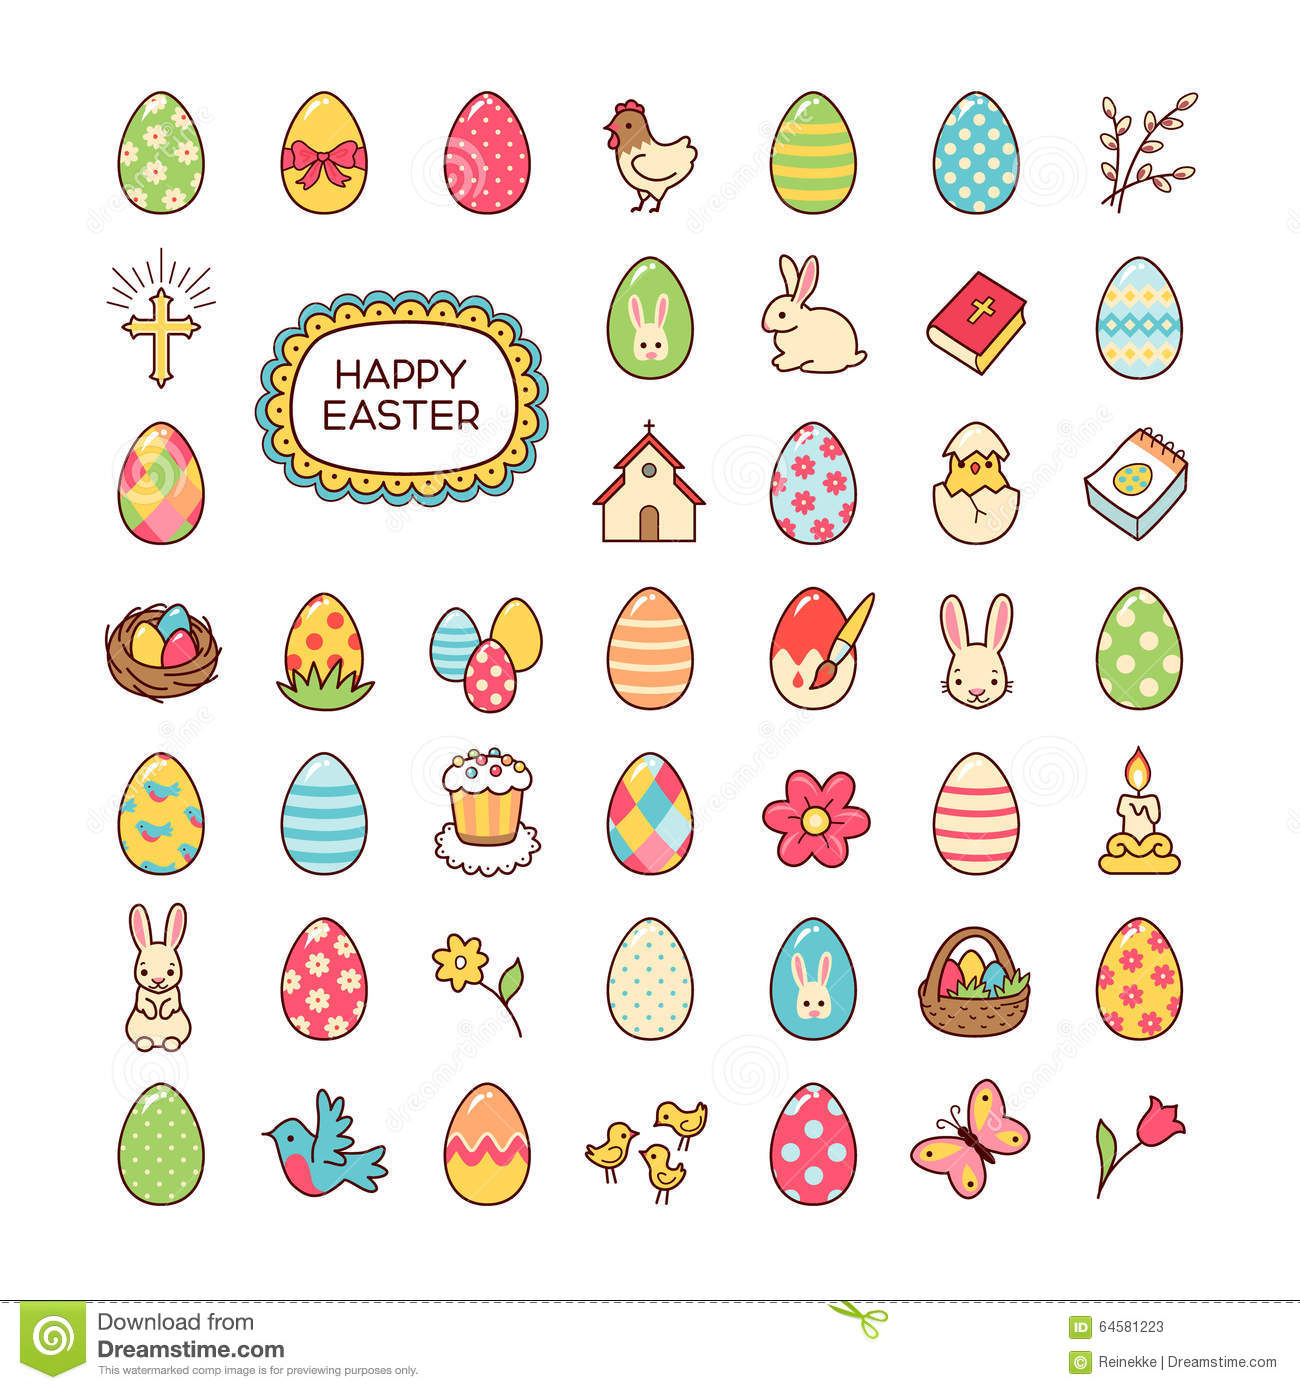 HAPPY
EASTER
Download from
Dreamstime.com
This watermarked comp image is for previewing purposes only.
ID 64581223
© Reinekke | Dreamstime.com